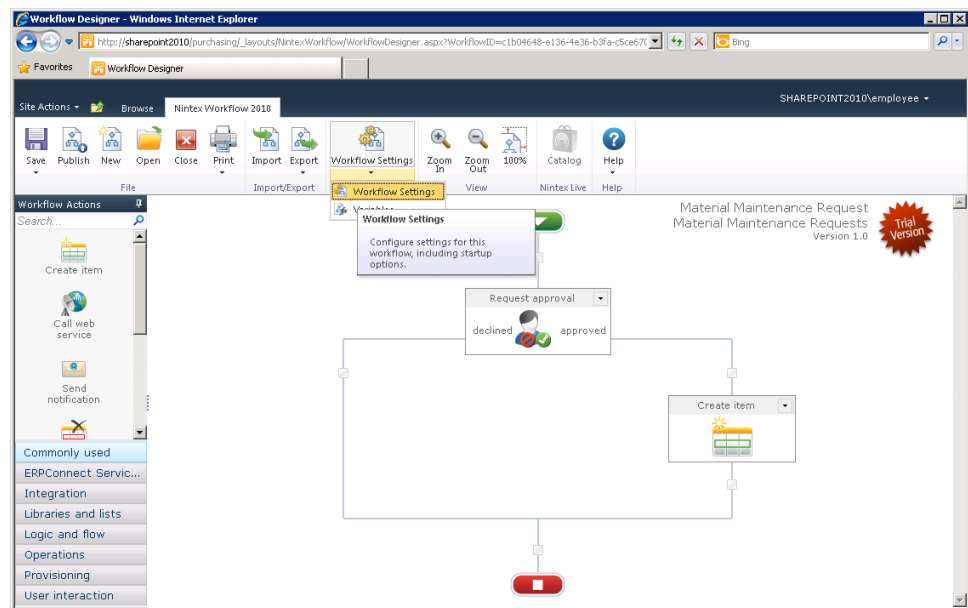 Workflow Designer - Windows Internet Explorer
http://sharepoint2010/purchasing/_layouts/NintexWorkflow/WorkflowDesigner.aspx?WorkflowID=c1b04648-e136-4e36-b3fa-c5ce67(
Bing
Favorites
Workflow Designer
SHAREPOINT2010\employee
Site Actions
Browse
Nintex Workflow 2010
Save
Publish
New
Open
Close
Print
Import
Export
Workflow Settings
Zoom In
Zoom Out
100%
Catalog
Help
File
Import/Export
View
Nintex Live
Help
Workflow Settings
Workflow Settings
Configure settings for this
workflow, including startup
options.
Workflow Actions
Search...
Create item
Call web
service
Send
notification
Commonly used
ERPConnect Servic...
Integration
Libraries and lists
Logic and flow
Operations
Provisioning
User interaction
Material Maintenance Request
Material Maintenance Requests
Version 1.0
Trial
Version
Request approval
declined
approved
Create item